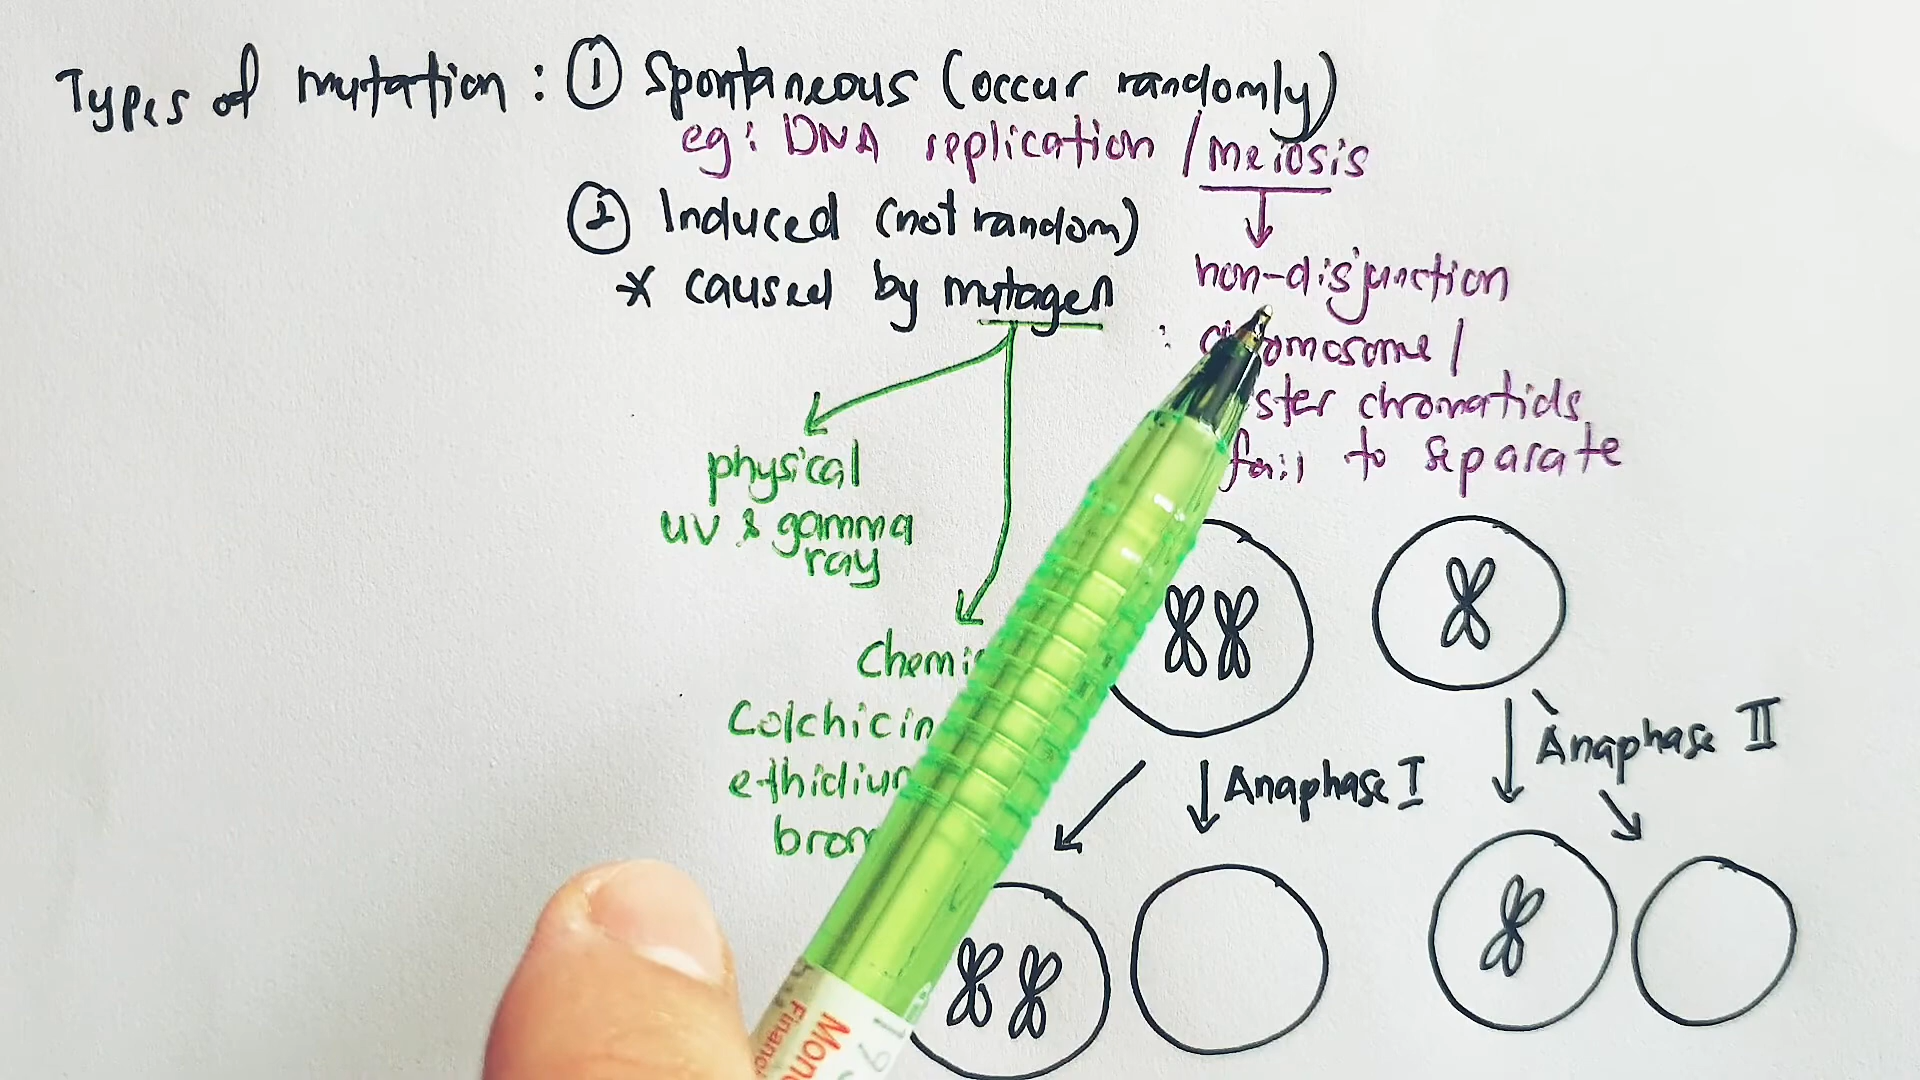 Types of mutation : ① Spontaneous (occur randomly)
eg: DNA replication / meiosis
② Induced (not random)
* caused by mutagen
non-disjunction
: chromosome /
ster chromatids
fail to separate
physical
uv & gamma
ray
Chemi
Colchicin
ethidium
brom
Anaphase I
Anaphase II